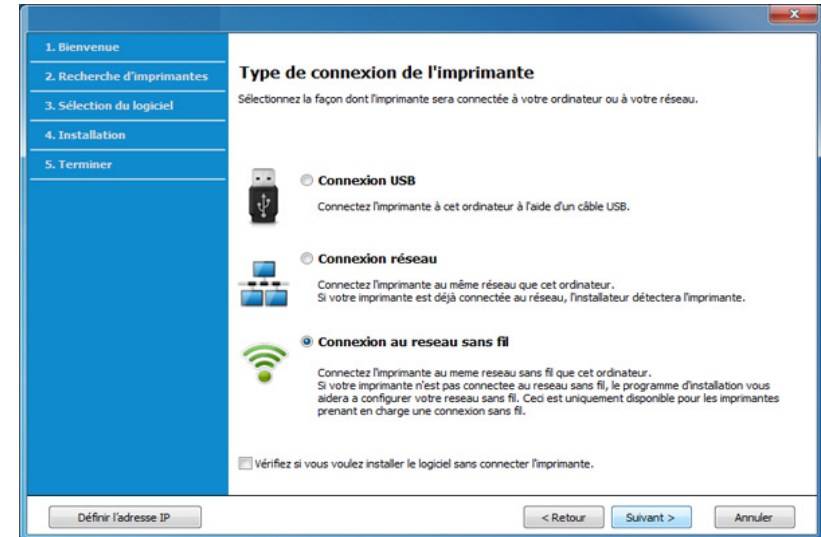 1. Bienvenue
2. Recherche d'imprimantes
3. Sélection du logiciel
4. Installation
5. Terminer
Type de connexion de l'imprimante
Sélectionnez la façon dont l'imprimante sera connectée à votre ordinateur ou à votre réseau.
Connexion USB
Connectez l'imprimante à cet ordinateur à l'aide d'un câble USB.
Connexion réseau
Connectez l'imprimante au même réseau que cet ordinateur.
Si votre imprimante est déjà connectée au réseau, l'installateur détectera l'imprimante.
Connexion au reseau sans fil
Connectez l'imprimante au meme reseau sans fil que cet ordinateur.
Si votre imprimante n'est pas connectee au reseau sans fil, le programme d'installation vous
aidera a configurer votre reseau sans fil. Ceci est uniquement disponible pour les imprimantes
prenant en charge une connexion sans fil.
Vérifiez si vous voulez installer le logiciel sans connecter l'imprimante.
Définir l'adresse IP
< Retour
Suivant >
Annuler